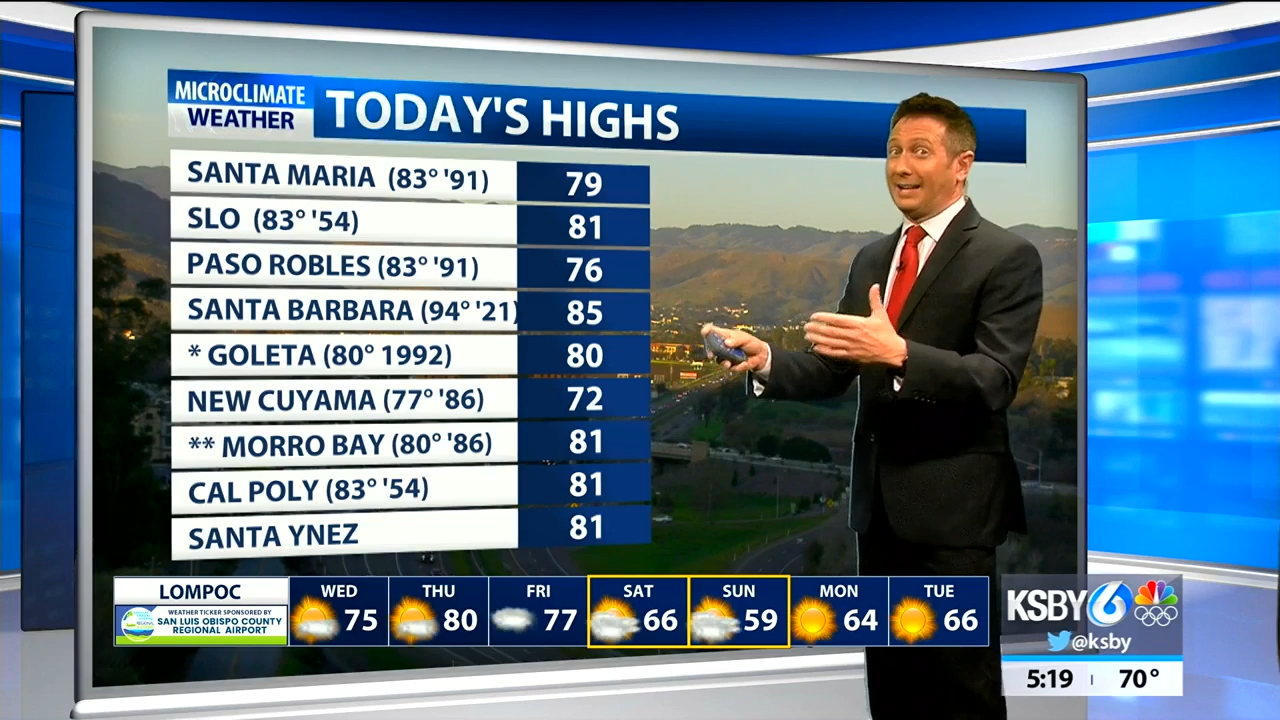 MICROCLIMATE
WEATHER
TODAY'S HIGHS
SANTA MARIA (83° '91) 79
SLO (83° '54) 81
PASO ROBLES (83° '91) 76
SANTA BARBARA (94° '21) 85
* GOLETA (80° 1992) 80
NEW CUYAMA (77° '86) 72
** MORRO BAY (80° '86) 81
CAL POLY (83° '54) 81
SANTA YNEZ 81
LOMPOC
WEATHER TICKER SPONSORED BY
SAN LUIS OBISPO COUNTY
REGIONAL AIRPORT
WED 75
THU 80
FRI 77
SAT 66
SUN 59
MON 64
TUE 66
KSBY 6
@ksby
5:19 70°